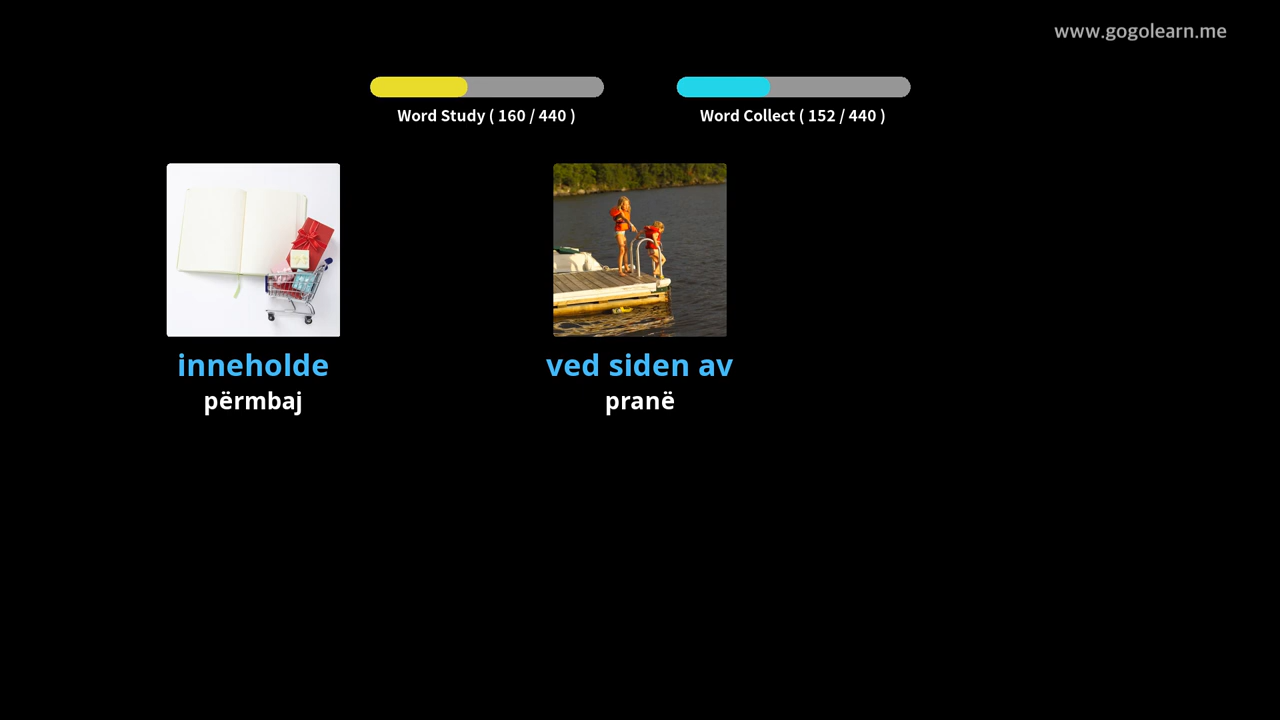 www.gogolearn.me
Word Study ( 160 / 440 )
Word Collect ( 152 / 440 )
inneholde
përmbaj
ved siden av
pranë